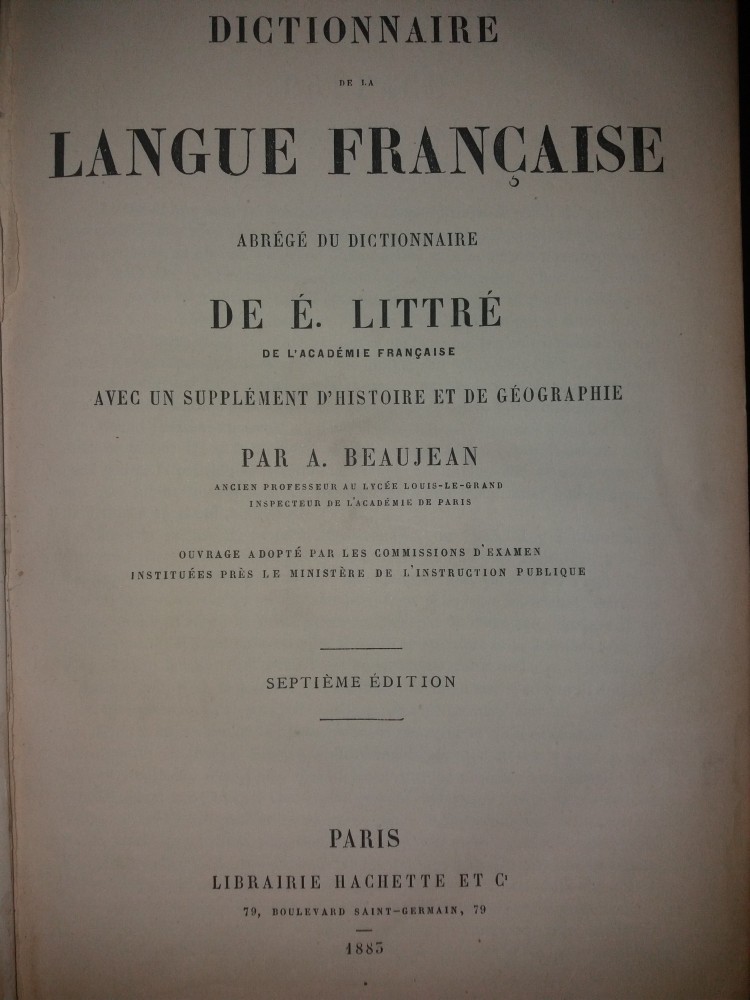 DICTIONNAIRE
DE LA
LANGUE FRANÇAISE
ABRÉGÉ DU DICTIONNAIRE
DE É. LITTRÉ
DE L'ACADÉMIE FRANÇAISE
AVEC UN SUPPLÉMENT D'HISTOIRE ET DE GÉOGRAPHIE
PAR A. BEAUJEAN
ANCIEN PROFESSEUR AU LYCÉE LOUIS-LE-GRAND
INSPECTEUR DE L'ACADÉMIE DE PARIS
OUVRAGE ADOPTÉ PAR LES COMMISSIONS D'EXAMEN
INSTITUÉES PRÈS LE MINISTÈRE DE L'INSTRUCTION PUBLIQUE
SEPTIÈME ÉDITION
PARIS
LIBRAIRIE HACHETTE ET Cⁱᵉ
79, BOULEVARD SAINT-GERMAIN, 79
1883